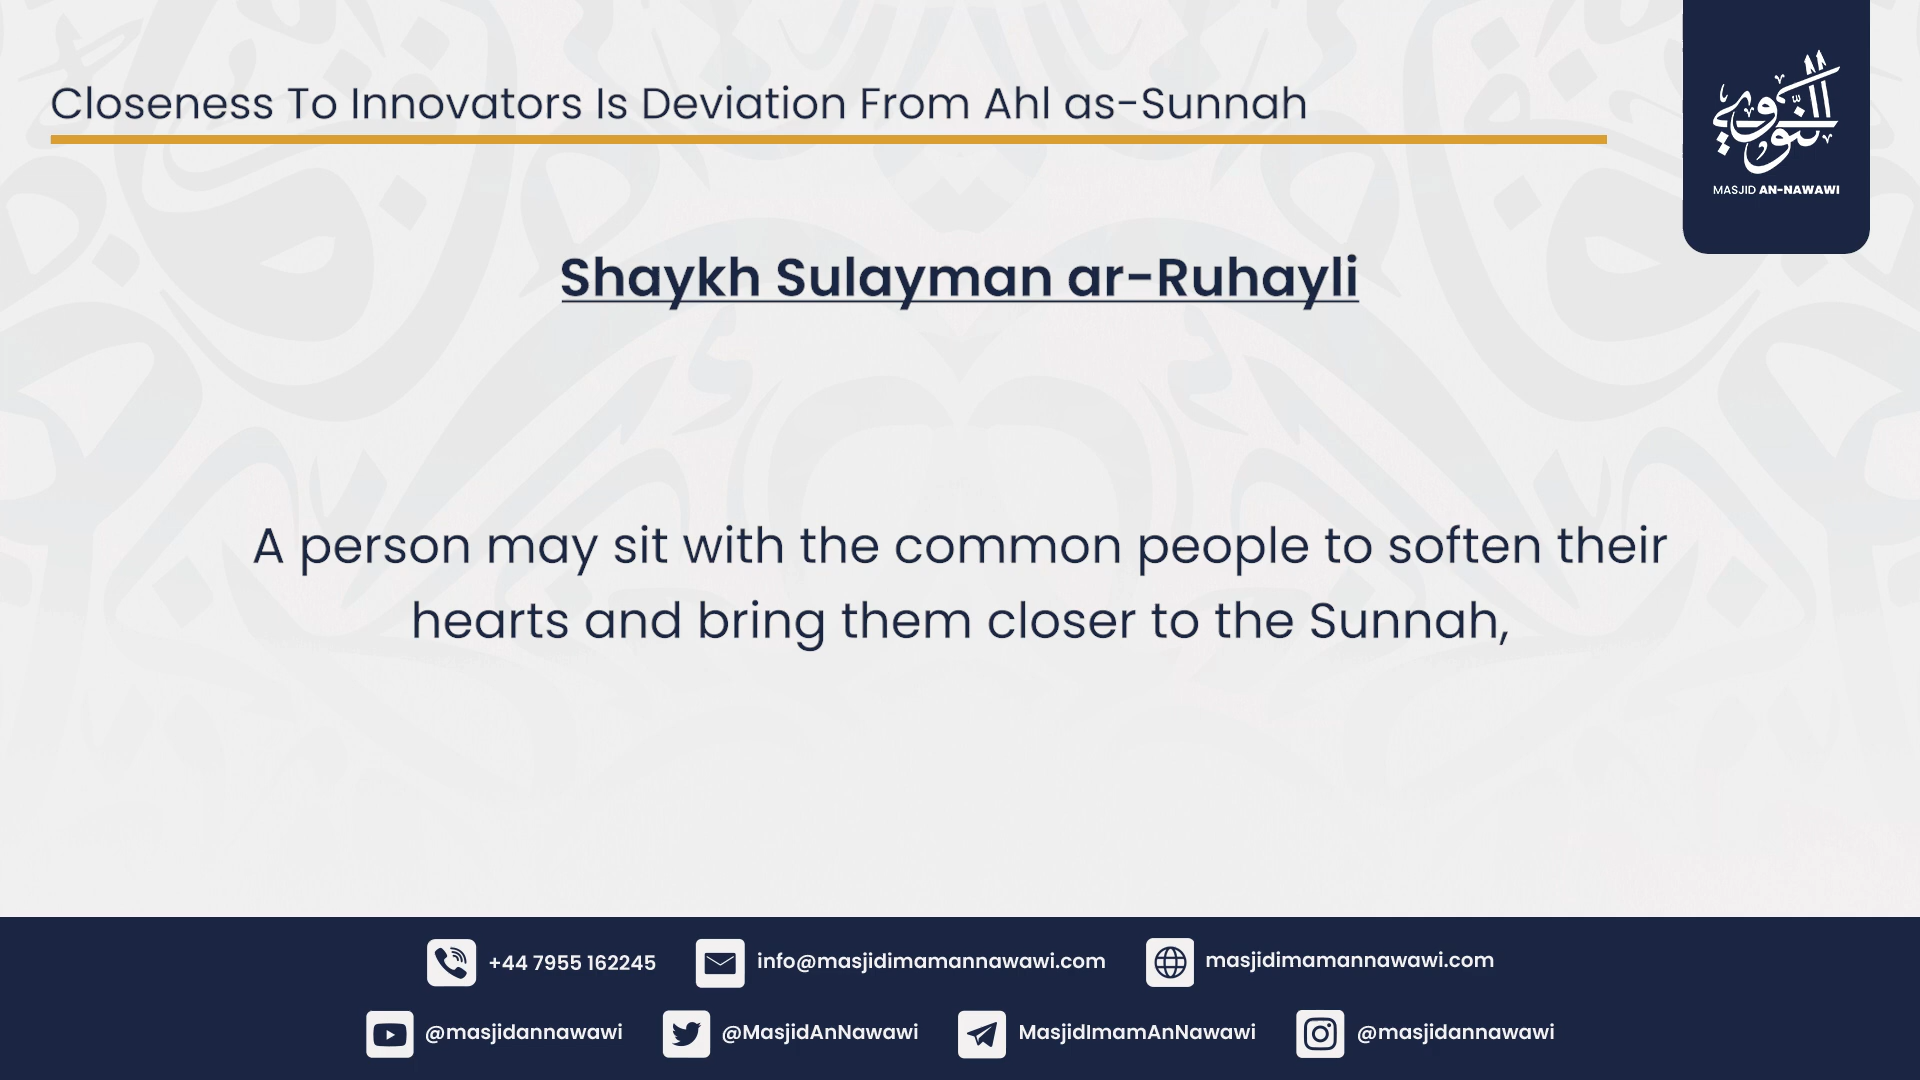 Closeness To Innovators Is Deviation From Ahl as-Sunnah
النووي
MASJID AN-NAWAWI
Shaykh Sulayman ar-Ruhayli
A person may sit with the common people to soften their
hearts and bring them closer to the Sunnah,
+44 7955 162245
info@masjidimamannawawi.com
masjidimamannawawi.com
@masjidannawawi
@MasjidAnNawawi
MasjidImamAnNawawi
@masjidannawawi